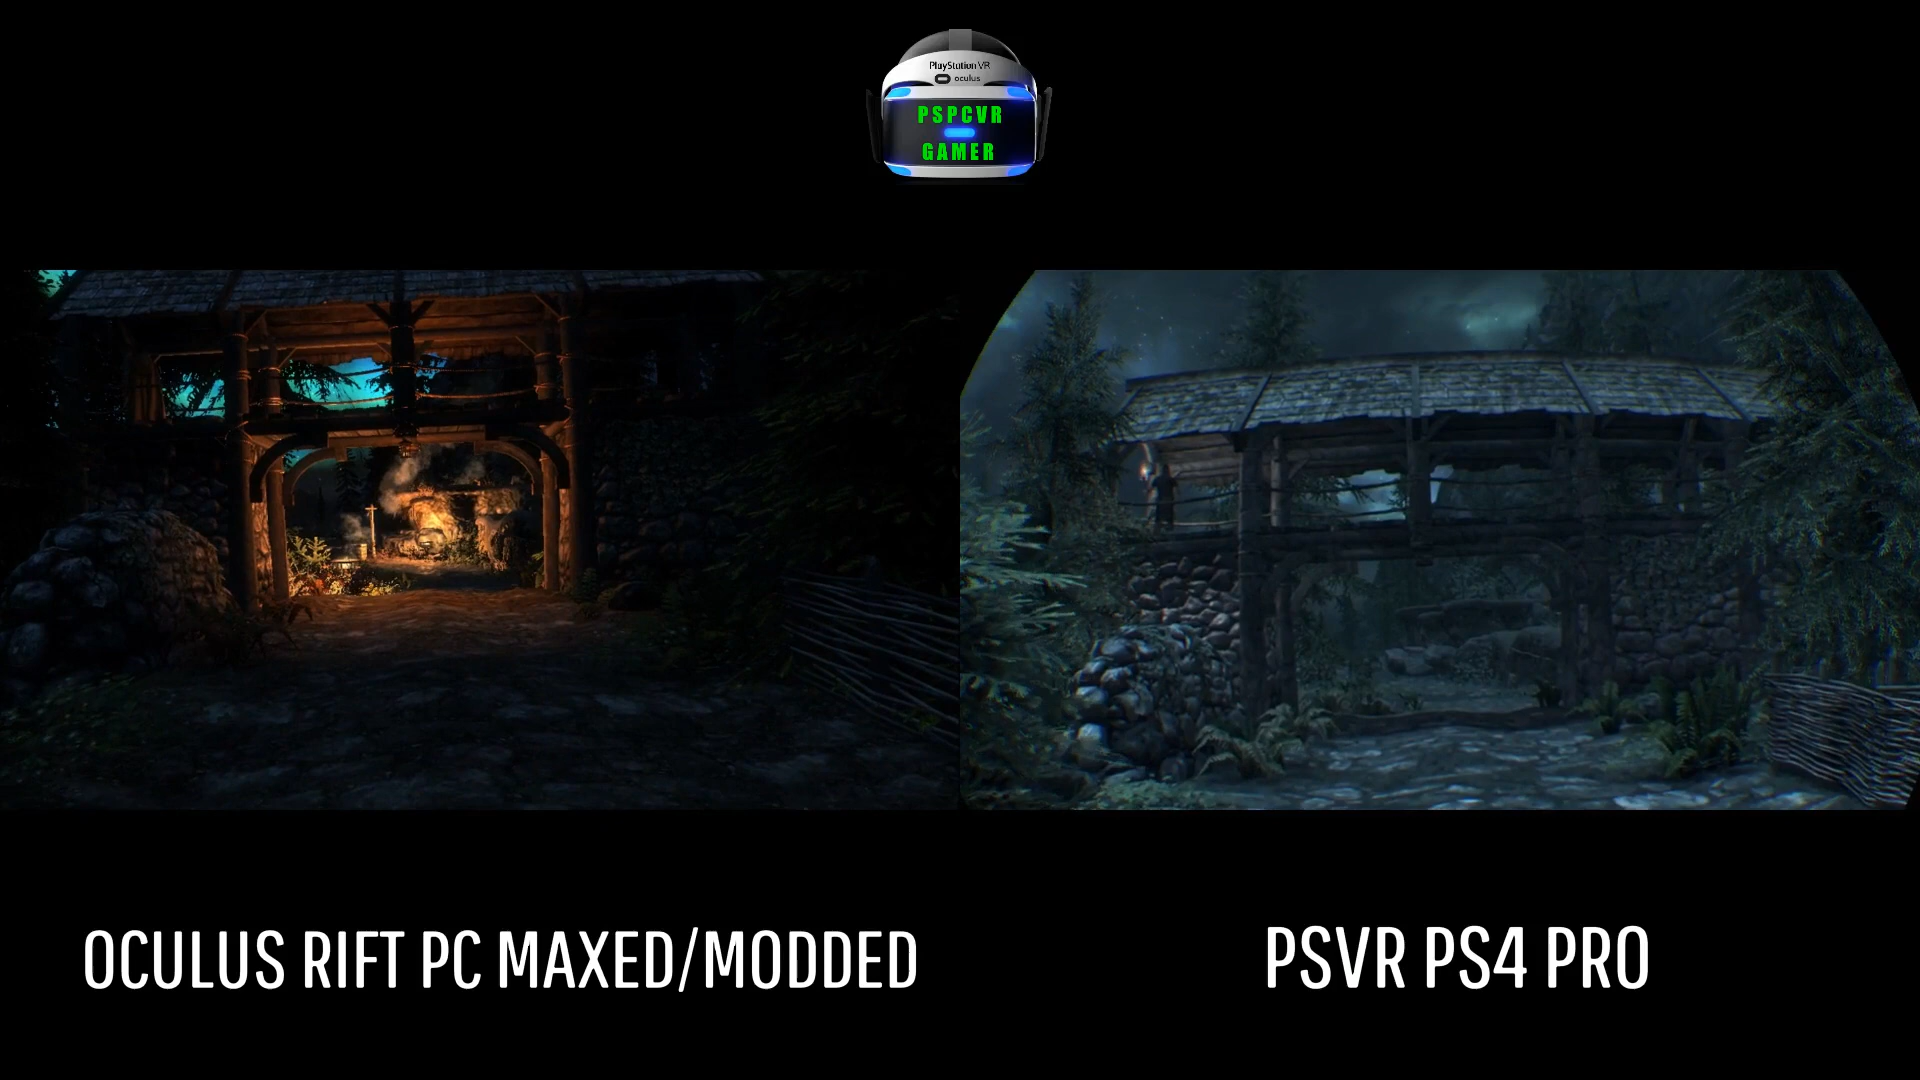 PlayStation VR
oculus
PSPCVR
GAMER
OCULUS RIFT PC MAXED/MODDED
PSVR PS4 PRO